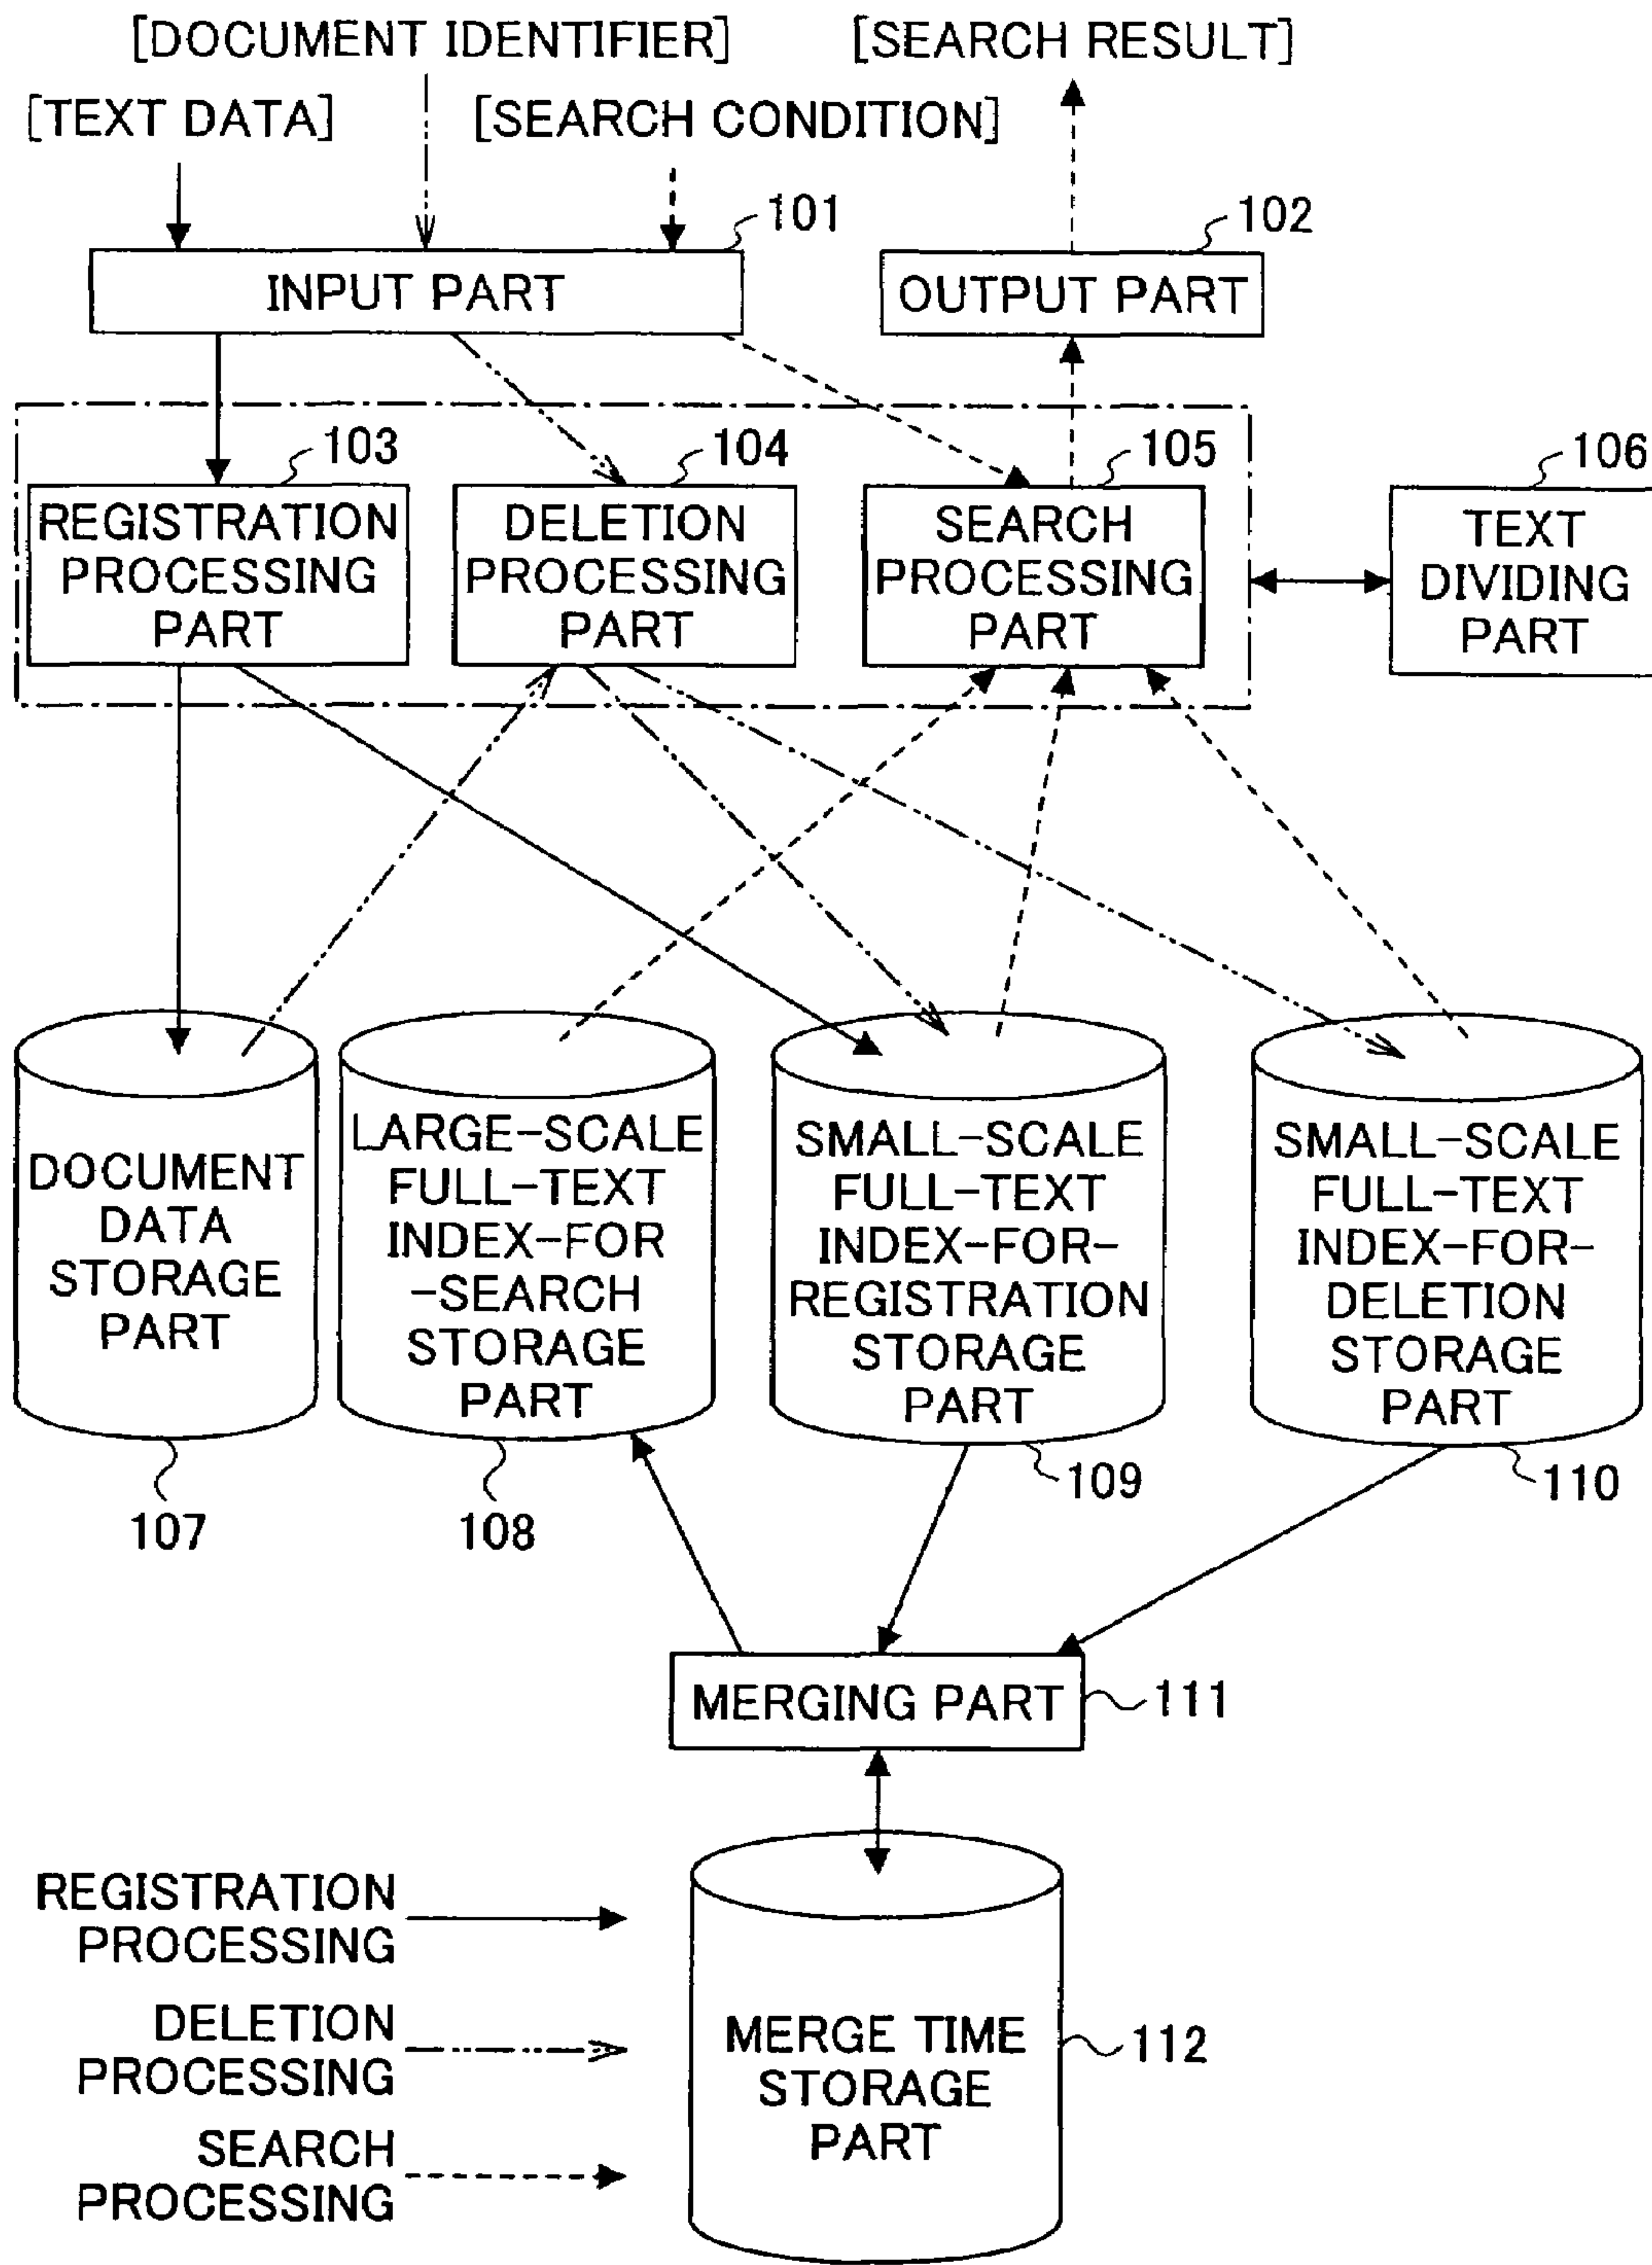 [DOCUMENT IDENTIFIER]
[SEARCH RESULT]
[TEXT DATA]
[SEARCH CONDITION]
101
102
INPUT PART
OUTPUT PART
103
104
105
106
REGISTRATION
PROCESSING
PART
DELETION
PROCESSING
PART
SEARCH
PROCESSING
PART
TEXT
DIVIDING
PART
DOCUMENT
DATA
STORAGE
PART
LARGE-SCALE
FULL-TEXT
INDEX-FOR
-SEARCH
STORAGE
PART
SMALL-SCALE
FULL-TEXT
INDEX-FOR-
REGISTRATION
STORAGE
PART
SMALL-SCALE
FULL-TEXT
INDEX-FOR-
DELETION
STORAGE
PART
107
108
109
110
MERGING PART
111
REGISTRATION
PROCESSING
DELETION
PROCESSING
SEARCH
PROCESSING
MERGE TIME
STORAGE
PART
112